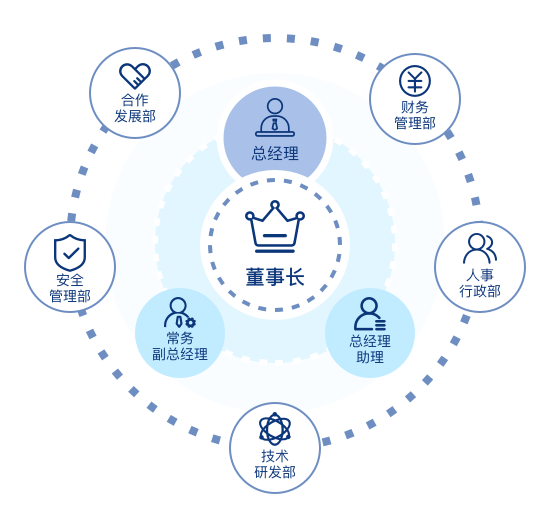 合作
发展部
财务
管理部
总经理
董事长
安全
管理部
人事
行政部
常务
副总经理
总经理
助理
技术
研发部